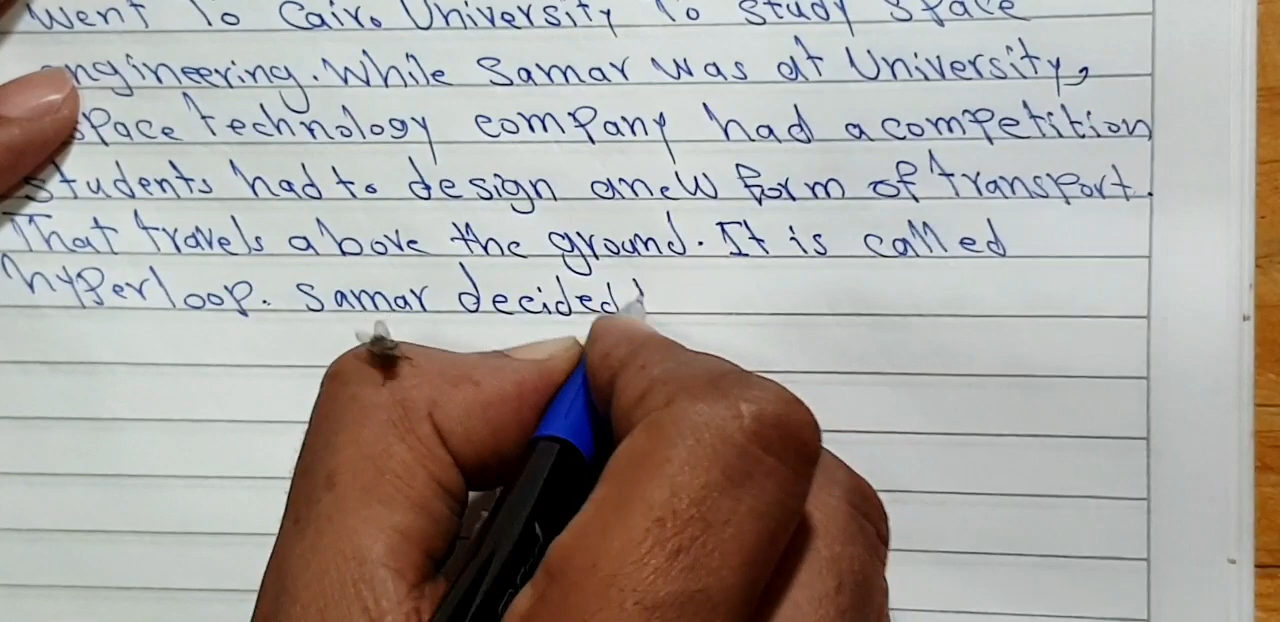 went to Cairo University to study space
engineering. While Samar was at University,
space technology company had a competition
students had to design anew form of transport.
That travels above the ground. It is called
hyperloop. Samar decided